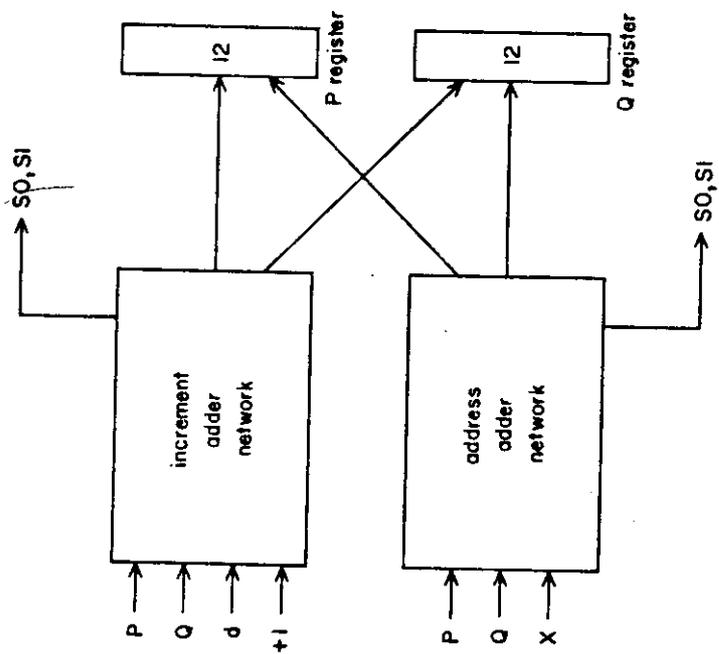 SO, SI
12
P register
P
Q
d
+1
increment
adder
network
12
Q register
P
Q
X
address
adder
network
SO, SI